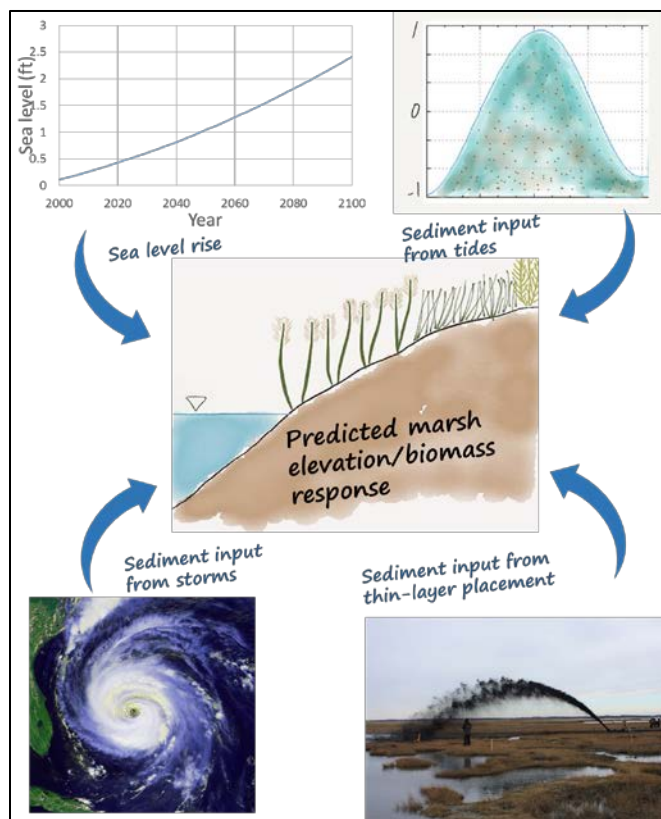 3
2.5
2
1.5
1
0.5
0
Sea level (ft)
2000 2020 2040 2060 2080 2100
Year
1
0
-1
Sea level rise
Sediment input
from tides
Predicted marsh
elevation/biomass
response
Sediment input
from storms
Sediment input from
thin-layer placement